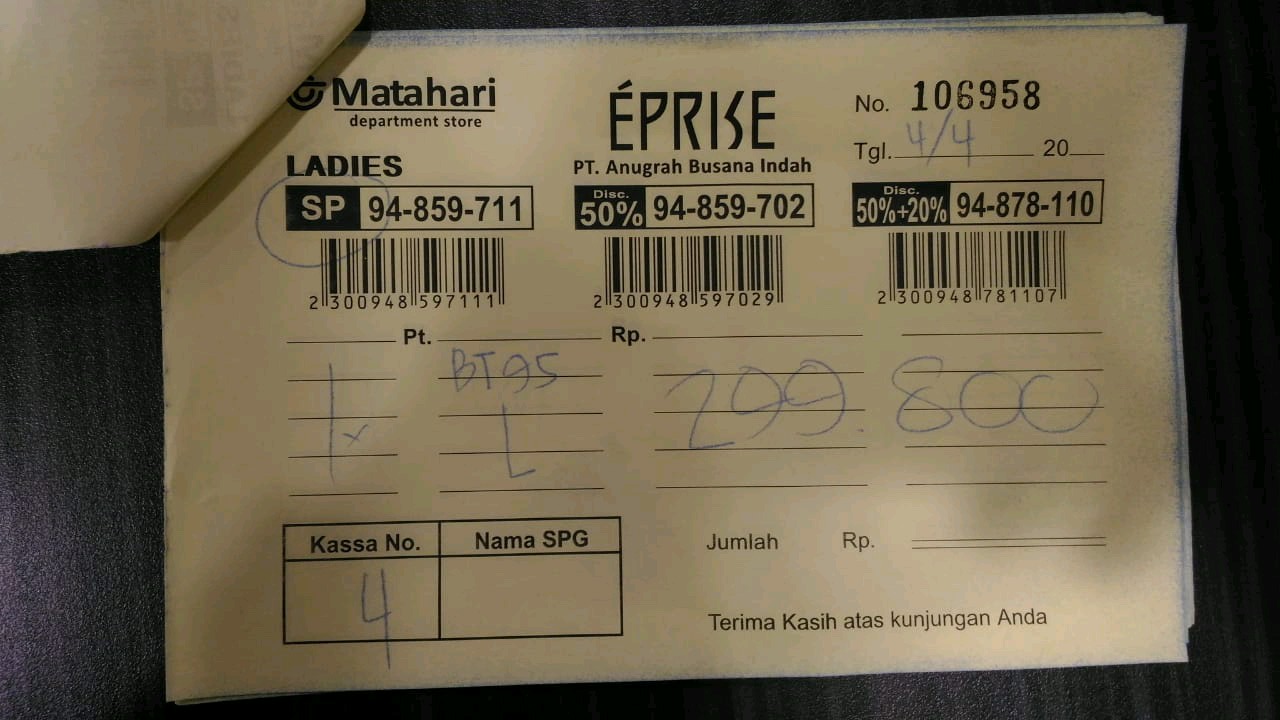 Matahari
department store
ÉPRISE
PT. Anugrah Busana Indah
No. 106958
Tgl. 4/4 20
LADIES
SP 94-859-711
Disc. 50% 94-859-702
Disc. 50%+20% 94-878-110
2 300948 597111
2 300948 597029
2 300948 781107
Pt. Rp.
1x BT95 299.800
L
Kassa No. Nama SPG
4
Jumlah Rp.
Terima Kasih atas kunjungan Anda